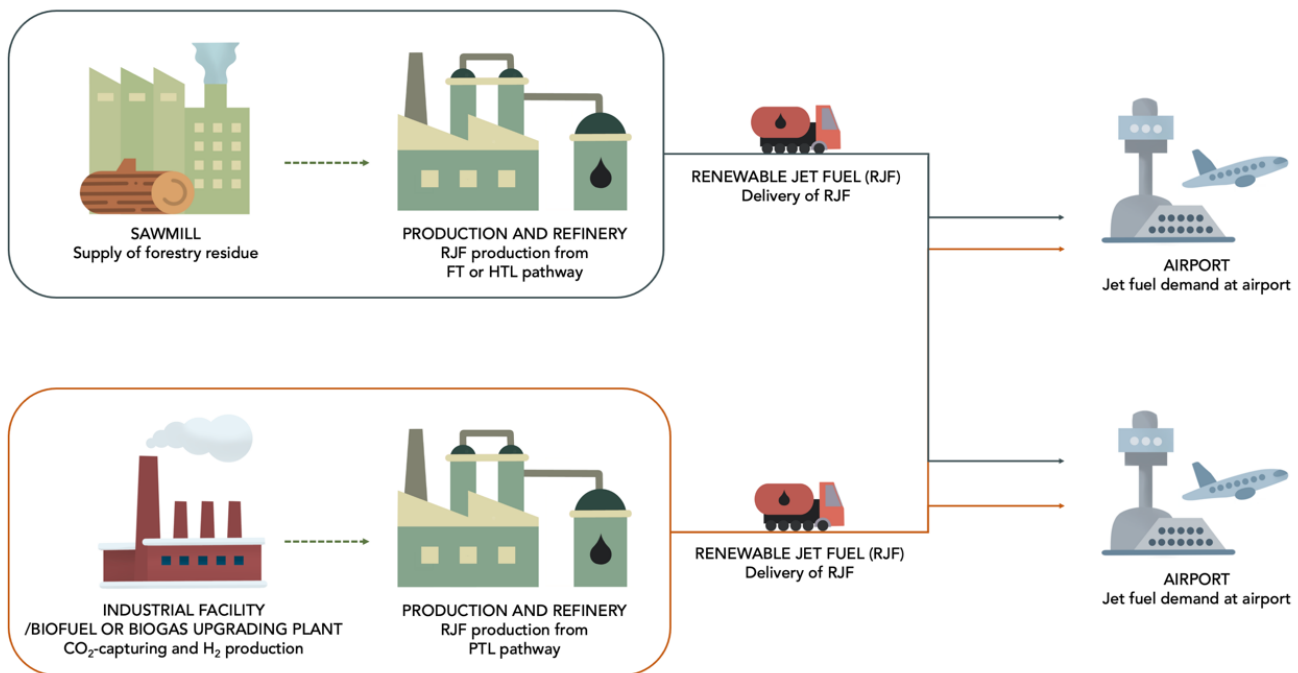 SAWMILL
Supply of forestry residue
PRODUCTION AND REFINERY
RJF production from
FT or HTL pathway
RENEWABLE JET FUEL (RJF)
Delivery of RJF
AIRPORT
Jet fuel demand at airport
INDUSTRIAL FACILITY
/BIOFUEL OR BIOGAS UPGRADING PLANT
CO₂-capturing and H₂ production
PRODUCTION AND REFINERY
RJF production from
PTL pathway
RENEWABLE JET FUEL (RJF)
Delivery of RJF
AIRPORT
Jet fuel demand at airport